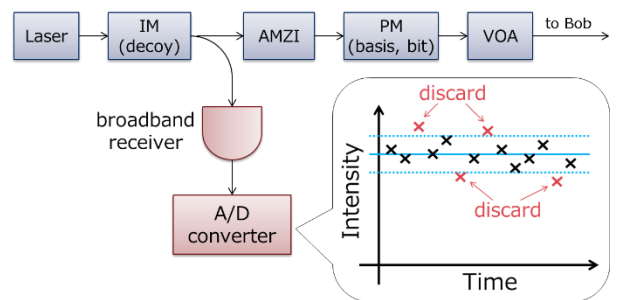 Laser
IM
(decoy)
AMZI
PM
(basis, bit)
VOA
to Bob
broadband
receiver
A/D
converter
discard
Intensity
discard
Time